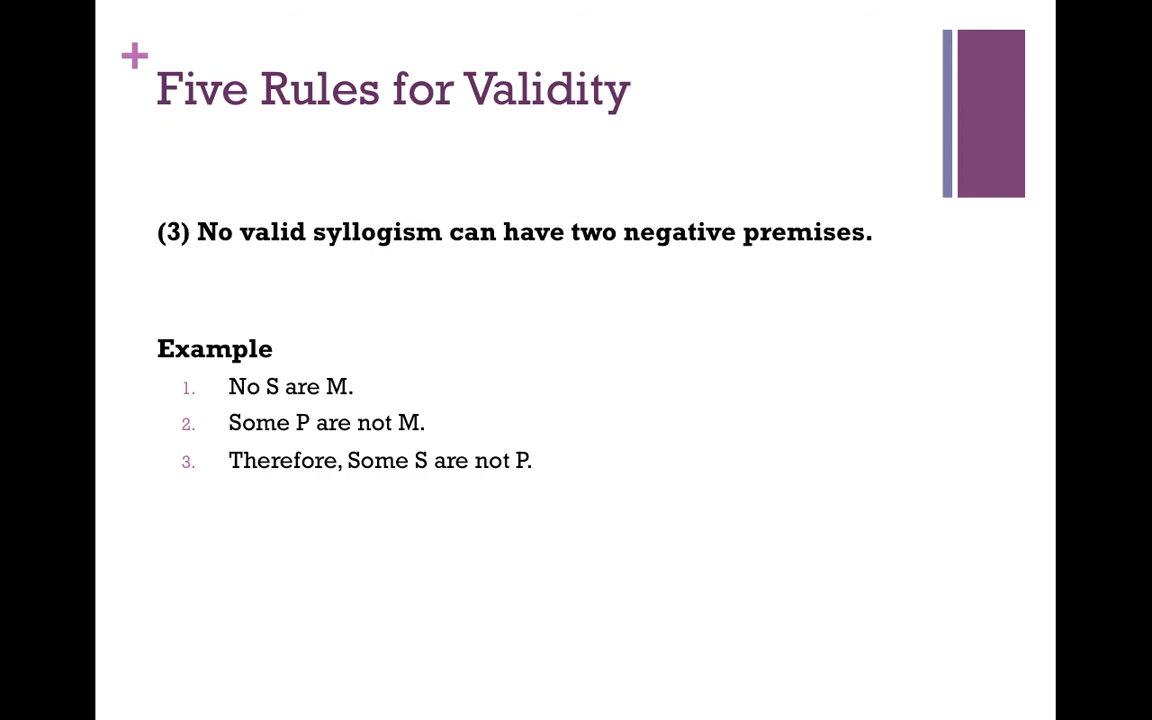 +
Five Rules for Validity
(3) No valid syllogism can have two negative premises.
Example
1. No S are M.
2. Some P are not M.
3. Therefore, Some S are not P.